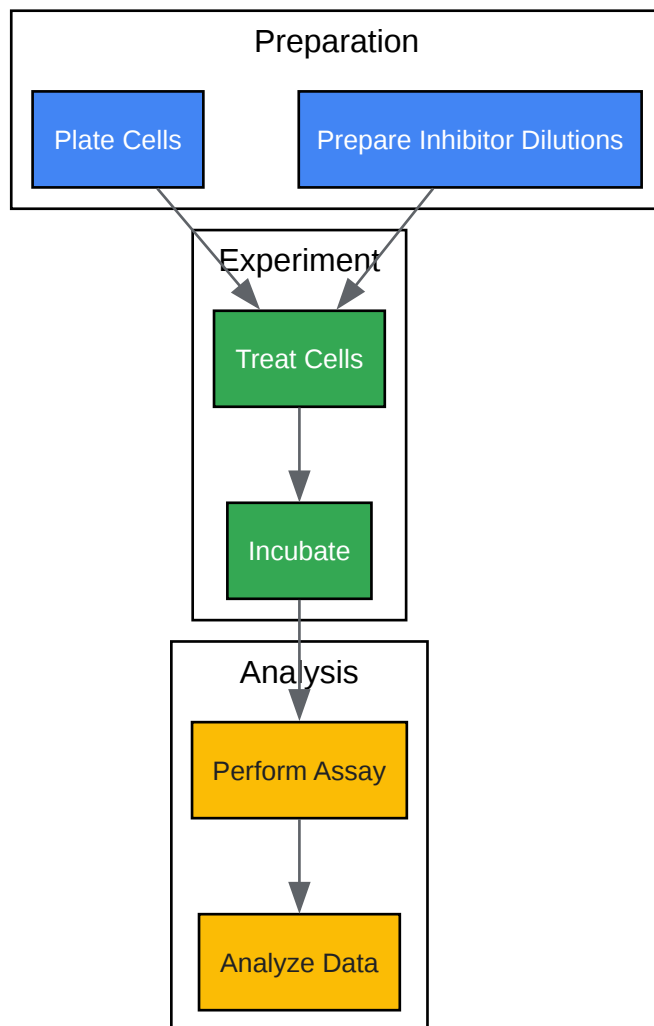 Preparation
Plate Cells
Prepare Inhibitor Dilutions
Experiment
Treat Cells
Incubate
Analysis
Perform Assay
Analyze Data